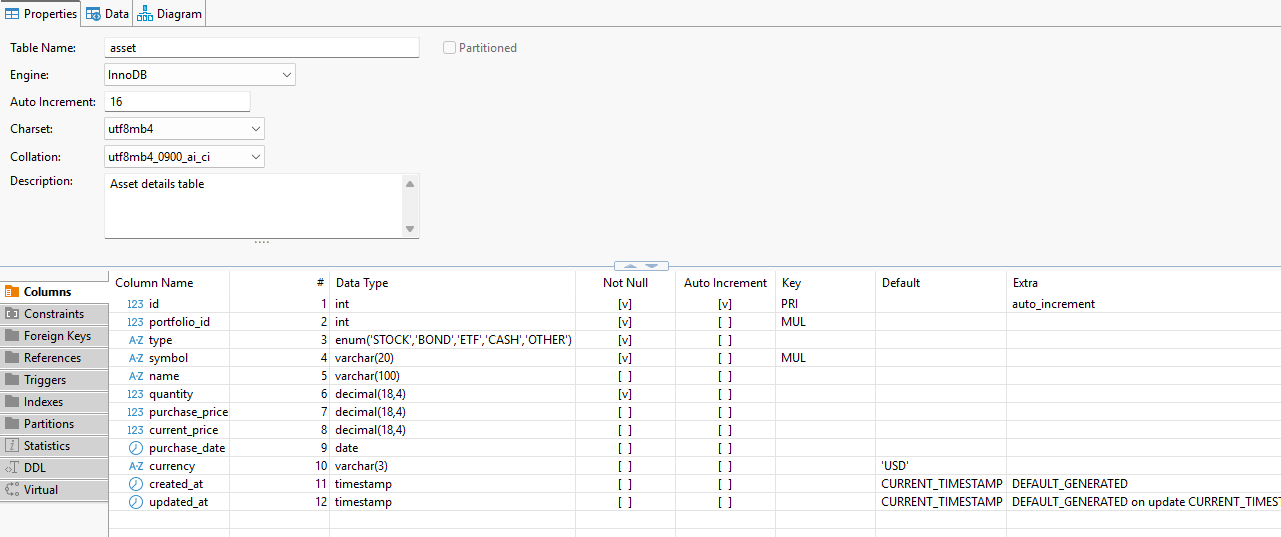 Properties Data Diagram
Table Name: asset Partitioned
Engine: InnoDB
Auto Increment: 16
Charset: utf8mb4
Collation: utf8mb4_0900_ai_ci
Description: Asset details table
Columns
Constraints
Foreign Keys
References
Triggers
Indexes
Partitions
Statistics
DDL
Virtual
Column Name # Data Type Not Null Auto Increment Key Default Extra
123 id 1 int [v] [v] PRI auto_increment
123 portfolio_id 2 int [v] [ ] MUL
A-Z type 3 enum('STOCK','BOND','ETF','CASH','OTHER') [v] [ ]
A-Z symbol 4 varchar(20) [v] [ ] MUL
A-Z name 5 varchar(100) [ ] [ ]
123 quantity 6 decimal(18,4) [v] [ ]
123 purchase_price 7 decimal(18,4) [ ] [ ]
123 current_price 8 decimal(18,4) [ ] [ ]
purchase_date 9 date [ ] [ ]
A-Z currency 10 varchar(3) [ ] [ ] 'USD'
created_at 11 timestamp [ ] [ ] CURRENT_TIMESTAMP DEFAULT_GENERATED
updated_at 12 timestamp [ ] [ ] CURRENT_TIMESTAMP DEFAULT_GENERATED on update CURRENT_TIMEST